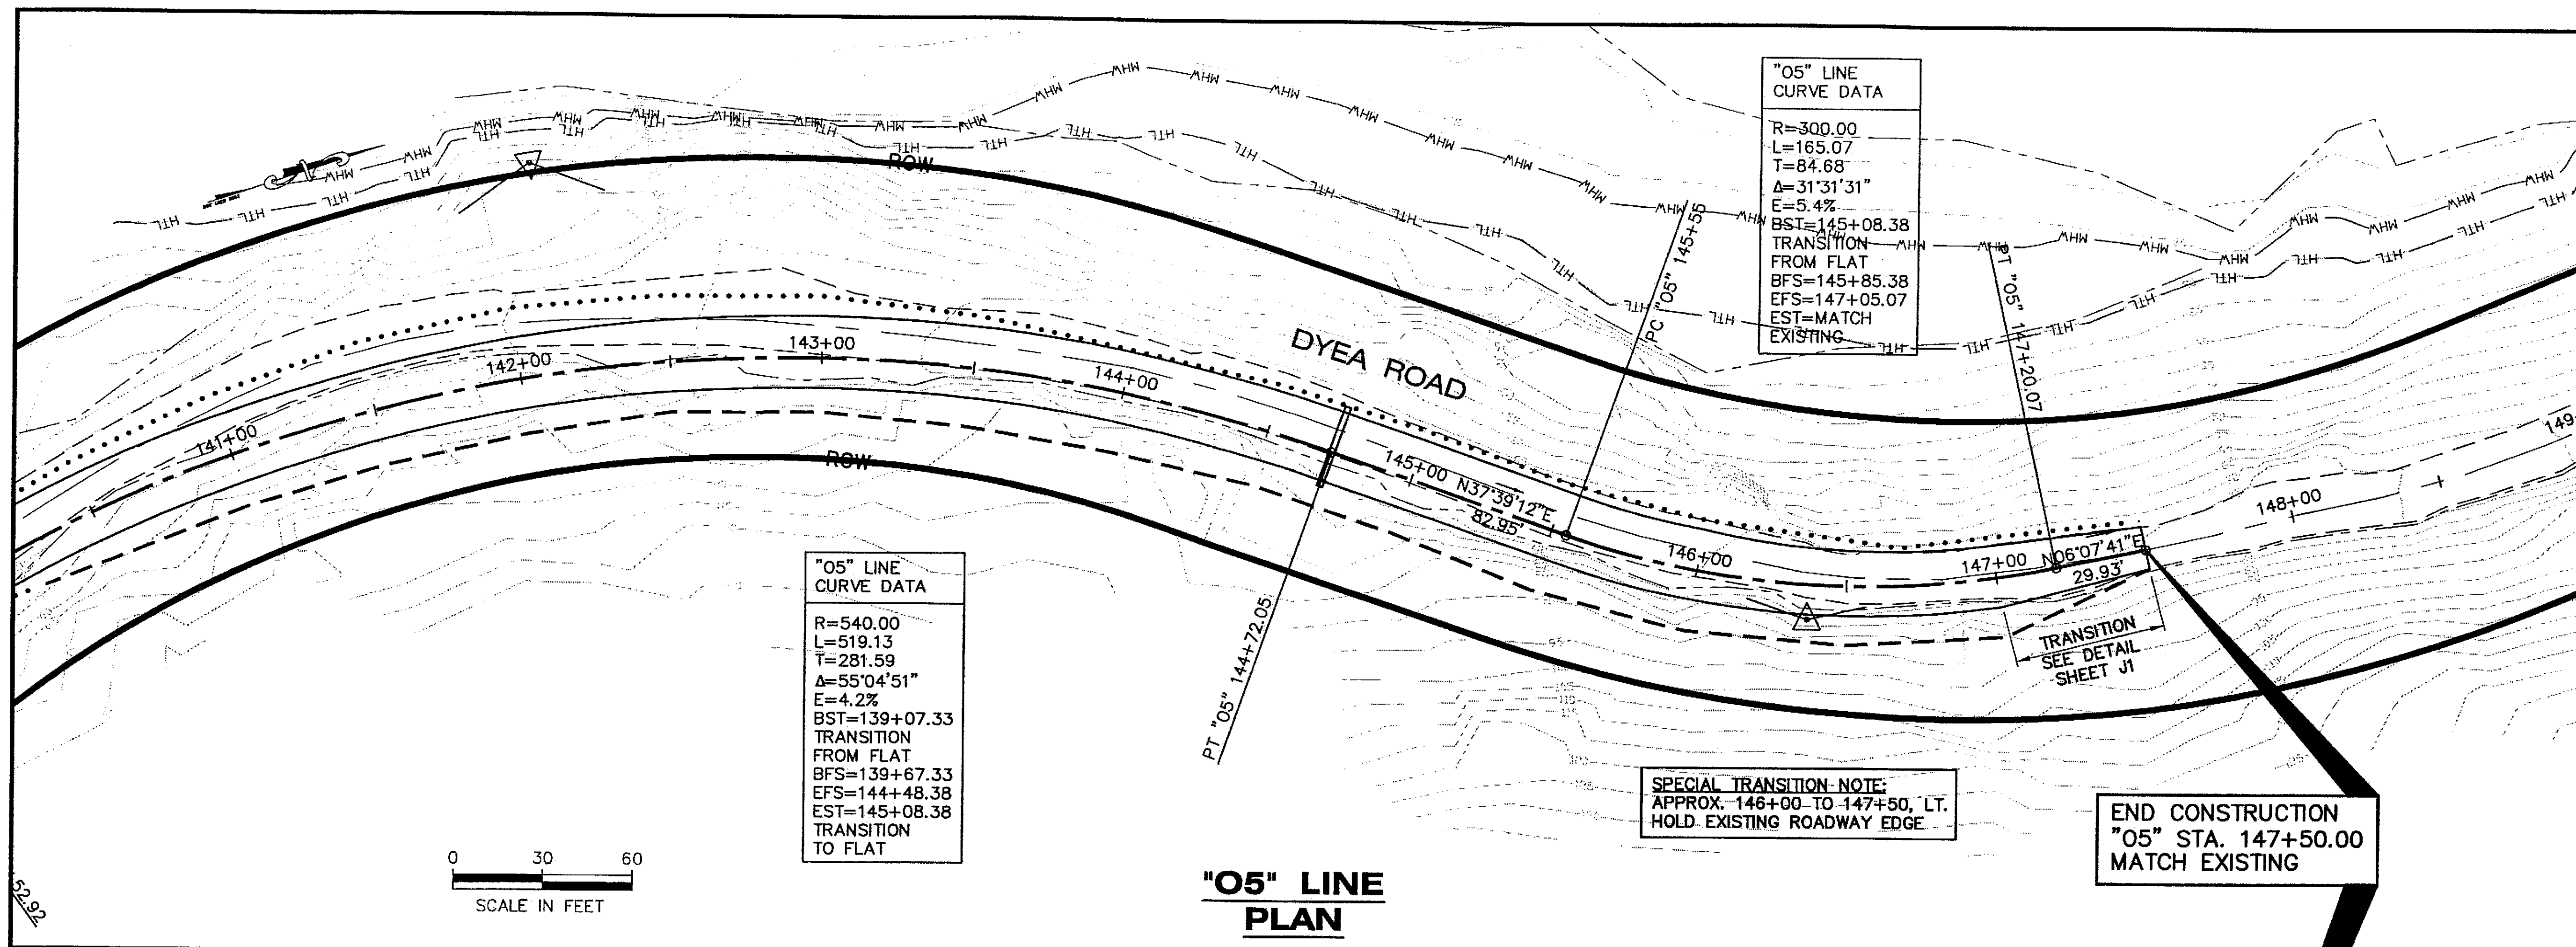 "O5" LINE
CURVE DATA
R=300.00
L=165.07
T=84.68
Δ=31°31'31"
E=5.4%
BST=145+08.38
TRANSITION
FROM FLAT
BFS=145+85.38
EFS=147+05.07
EST=MATCH
EXISTING
MHW
HTL
ROW
DYEA ROAD
PC "O5" 145+55
PT "O5" 147+20.07
141+00
142+00
143+00
144+00
145+00
N37°39'12"E
82.95'
146+00
147+00
N06°07'41"E
29.93'
148+00
149+
ROW
PT "O5" 144+72.05
TRANSITION
SEE DETAIL
SHEET J1
"O5" LINE
CURVE DATA
R=540.00
L=519.13
T=281.59
Δ=55°04'51"
E=4.2%
BST=139+07.33
TRANSITION
FROM FLAT
BFS=139+67.33
EFS=144+48.38
EST=145+08.38
TRANSITION
TO FLAT
SPECIAL TRANSITION NOTE:
APPROX. 146+00 TO 147+50, LT.
HOLD EXISTING ROADWAY EDGE
END CONSTRUCTION
"O5" STA. 147+50.00
MATCH EXISTING
0 30 60
SCALE IN FEET
52.92
"O5" LINE
PLAN